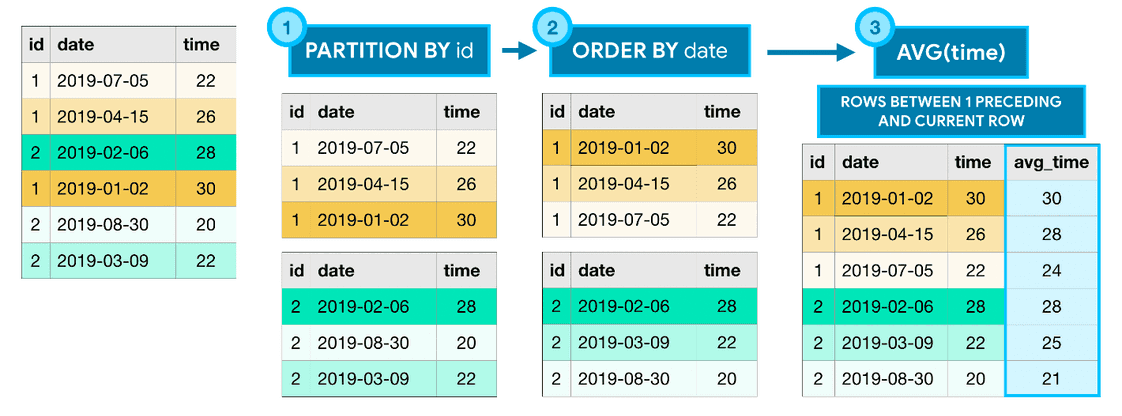 id date time
1 2019-07-05 22
1 2019-04-15 26
2 2019-02-06 28
1 2019-01-02 30
2 2019-08-30 20
2 2019-03-09 22
1
PARTITION BY id
id date time
1 2019-07-05 22
1 2019-04-15 26
1 2019-01-02 30
id date time
2 2019-02-06 28
2 2019-08-30 20
2 2019-03-09 22
2
ORDER BY date
id date time
1 2019-01-02 30
1 2019-04-15 26
1 2019-07-05 22
id date time
2 2019-02-06 28
2 2019-03-09 22
2 2019-08-30 20
3
AVG(time)
ROWS BETWEEN 1 PRECEDING
AND CURRENT ROW
id date time avg_time
1 2019-01-02 30 30
1 2019-04-15 26 28
1 2019-07-05 22 24
2 2019-02-06 28 28
2 2019-03-09 22 25
2 2019-08-30 20 21